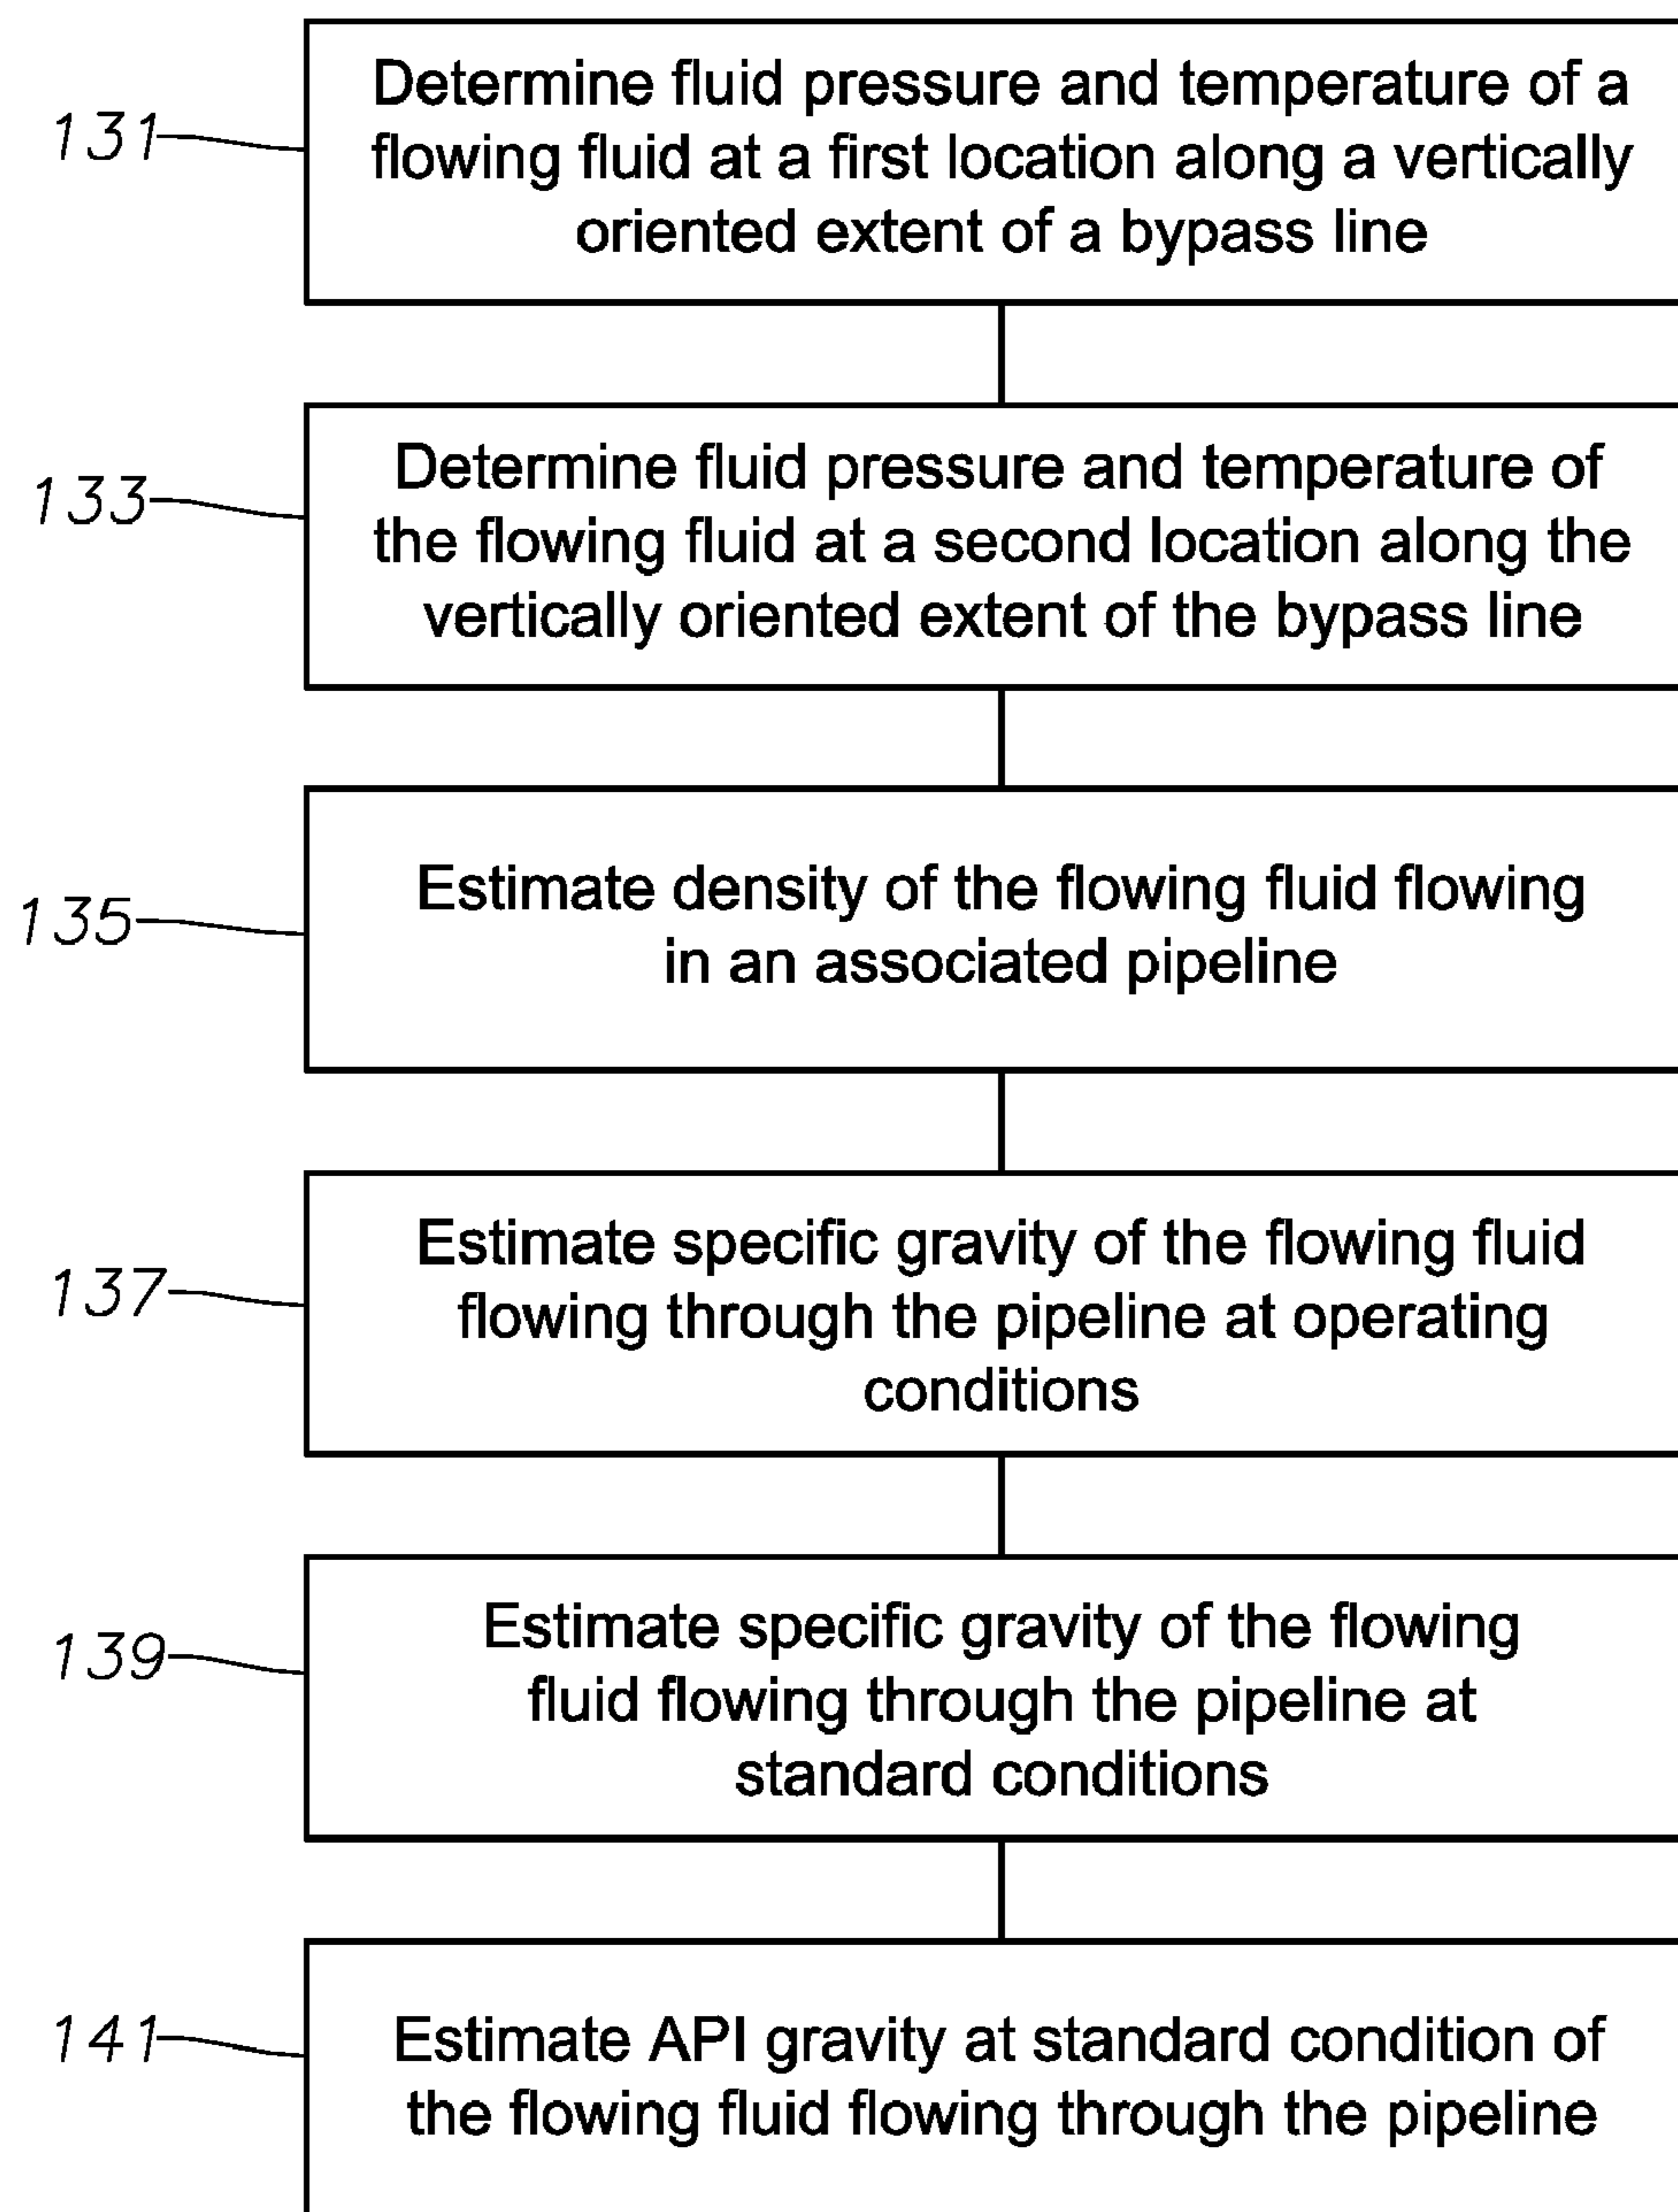 131
Determine fluid pressure and temperature of a
flowing fluid at a first location along a vertically
oriented extent of a bypass line
133
Determine fluid pressure and temperature of
the flowing fluid at a second location along the
vertically oriented extent of the bypass line
135
Estimate density of the flowing fluid flowing
in an associated pipeline
137
Estimate specific gravity of the flowing fluid
flowing through the pipeline at operating
conditions
139
Estimate specific gravity of the flowing
fluid flowing through the pipeline at
standard conditions
141
Estimate API gravity at standard condition of
the flowing fluid flowing through the pipeline